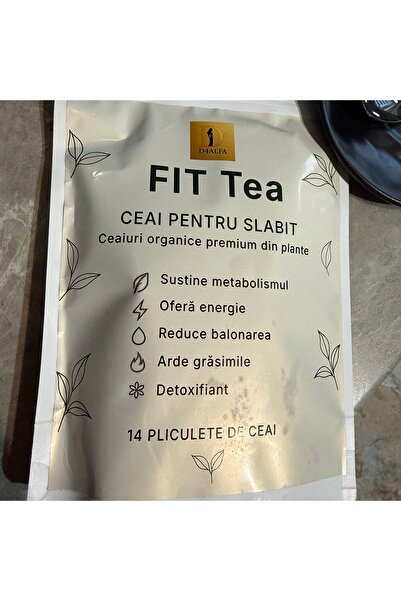 D4ALFA
FIT Tea
CEAI PENTRU SLABIT
Ceaiuri organice premium din plante
Sustine metabolismul
Oferă energie
Reduce balonarea
Arde grăsimile
Detoxifiant
14 PLICULETE DE CEAI